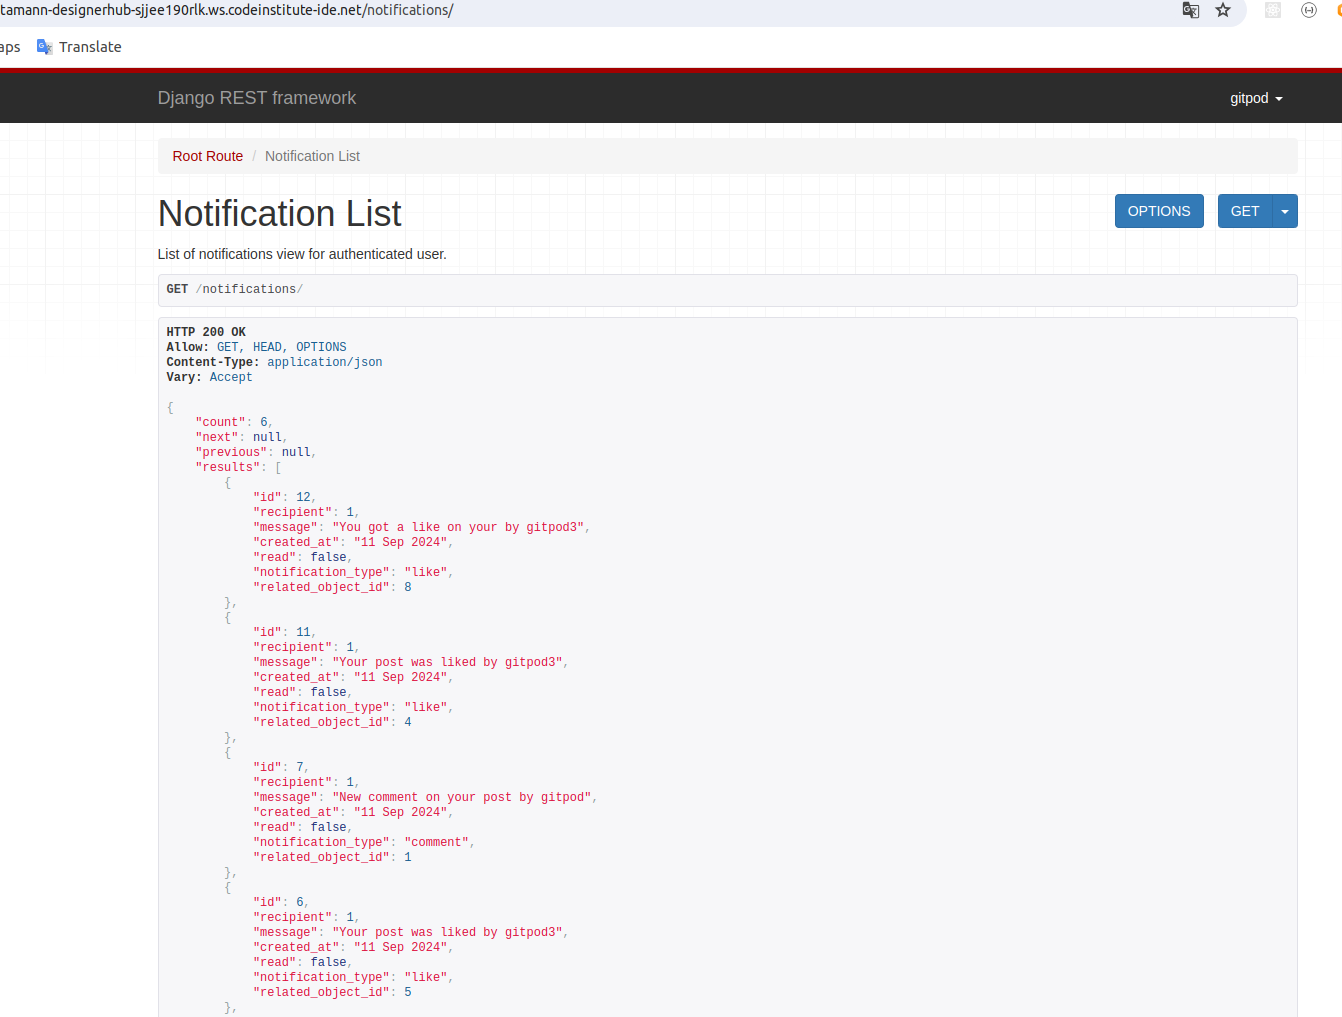 tamann-designerhub-sjjee190rlk.ws.codeinstitute-ide.net/notifications/
aps Translate
Django REST framework gitpod
Root Route / Notification List
Notification List OPTIONS GET
List of notifications view for authenticated user.
GET /notifications/
HTTP 200 OK
Allow: GET, HEAD, OPTIONS
Content-Type: application/json
Vary: Accept
{
"count": 6,
"next": null,
"previous": null,
"results": [
{
"id": 12,
"recipient": 1,
"message": "You got a like on your by gitpod3",
"created_at": "11 Sep 2024",
"read": false,
"notification_type": "like",
"related_object_id": 8
},
{
"id": 11,
"recipient": 1,
"message": "Your post was liked by gitpod3",
"created_at": "11 Sep 2024",
"read": false,
"notification_type": "like",
"related_object_id": 4
},
{
"id": 7,
"recipient": 1,
"message": "New comment on your post by gitpod",
"created_at": "11 Sep 2024",
"read": false,
"notification_type": "comment",
"related_object_id": 1
},
{
"id": 6,
"recipient": 1,
"message": "Your post was liked by gitpod3",
"created_at": "11 Sep 2024",
"read": false,
"notification_type": "like",
"related_object_id": 5
},